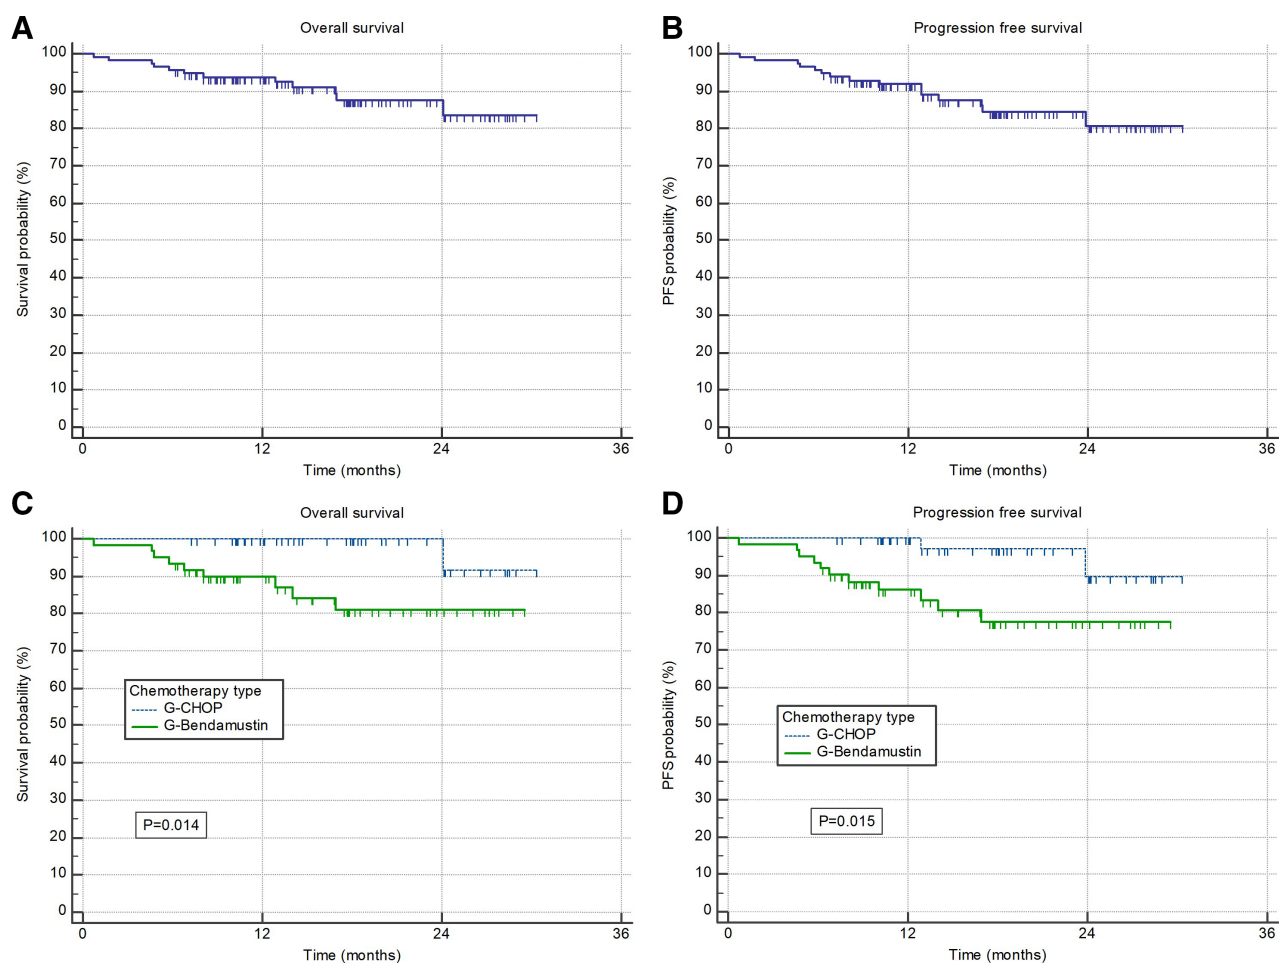 A
Overall survival
100
90
80
70
60
50
40
30
20
10
0
Survival probability (%)
0 12 24 36
Time (months)
B
Progression free survival
100
90
80
70
60
50
40
30
20
10
0
PFS probability (%)
0 12 24 36
Time (months)
C
Overall survival
100
90
80
70
60
50
40
30
20
10
0
Survival probability (%)
Chemotherapy type
G-CHOP
G-Bendamustin
P=0.014
0 12 24 36
Time (months)
D
Progression free survival
100
90
80
70
60
50
40
30
20
10
0
PFS probability (%)
Chemotherapy type
G-CHOP
G-Bendamustin
P=0.015
0 12 24 36
Time (months)